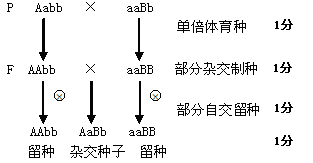 P Aabb × aaBb
单倍体育种 1分
F AAbb × aaBB 部分杂交制种 1分
⊗ ⊗ 部分自交留种 1分
AAbb AaBb aaBB 1分
留种 杂交种子 留种